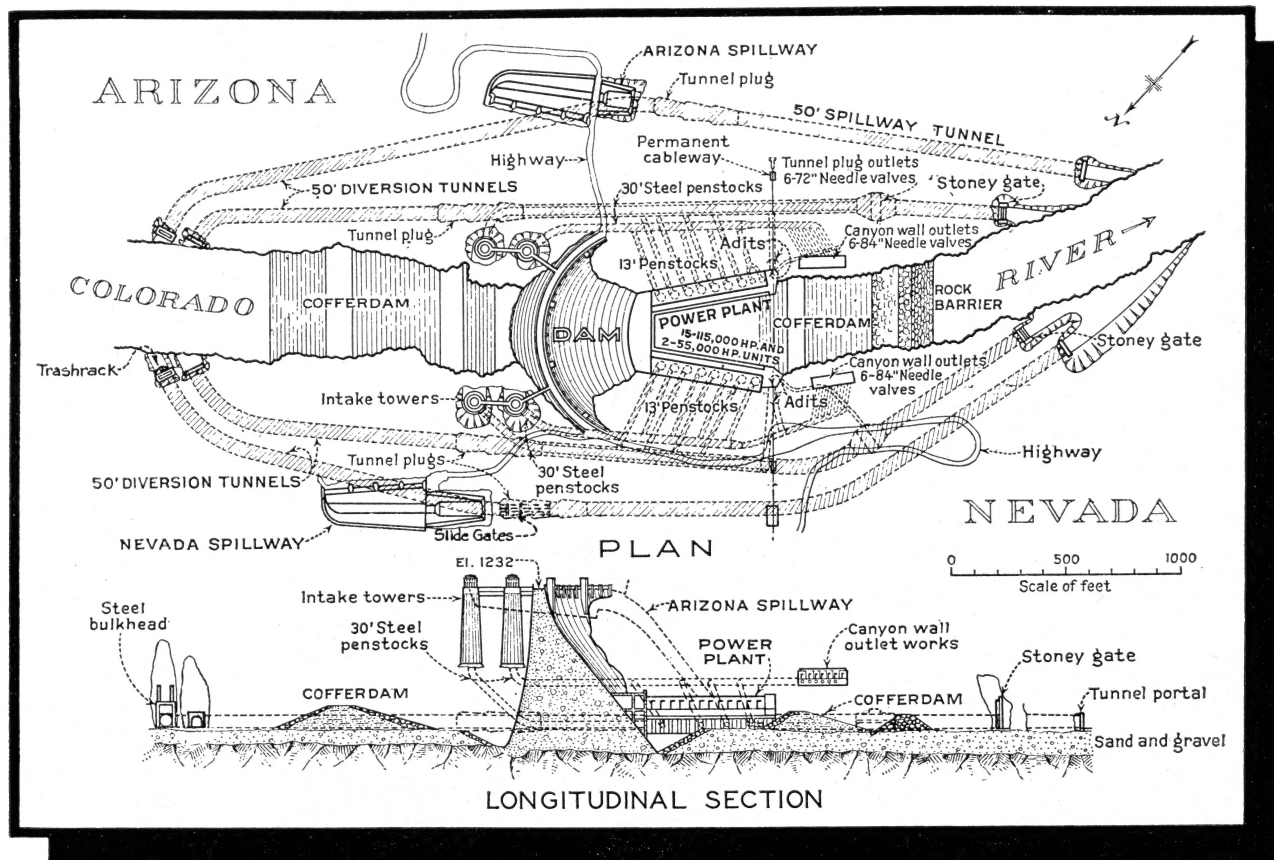 ARIZONA
ARIZONA SPILLWAY
Tunnel plug
N
50' SPILLWAY TUNNEL
Highway
Permanent
cableway
50' DIVERSION TUNNELS
30' Steel penstocks
Tunnel plug outlets
6-72" Needle valves
Stoney gate
Tunnel plug
Adits
Canyon wall outlets
6-84" Needle valves
13' Penstocks
COLORADO
COFFERDAM
DAM
POWER PLANT
15-115,000 H.P. AND
2-55,000 H.P. UNITS
COFFERDAM
ROCK
BARRIER
RIVER
Trashrack
Stoney gate
Canyon wall outlets
6-84" Needle
valves
Intake towers
13' Penstocks
Adits
Tunnel plugs
30' Steel
penstocks
Highway
50' DIVERSION TUNNELS
NEVADA SPILLWAY
Slide Gates
NEVADA
PLAN
0 500 1000
Scale of feet
El. 1232
Intake towers
ARIZONA SPILLWAY
Steel
bulkhead
30' Steel
penstocks
POWER
PLANT
Canyon wall
outlet works
Stoney gate
COFFERDAM
COFFERDAM
Tunnel portal
Sand and gravel
LONGITUDINAL SECTION